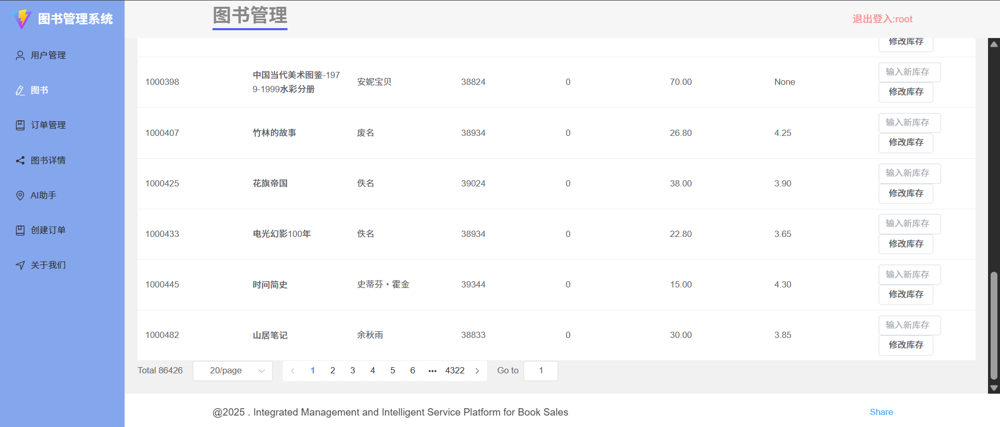 图书管理系统
图书管理
退出登入:root
用户管理
图书
订单管理
图书详情
AI助手
创建订单
关于我们
修改库存
1000398 中国当代美术图鉴-197 安妮宝贝 38824 0 70.00 None 输入新库存
9-1999水彩分册 修改库存
1000407 竹林的故事 废名 38934 0 26.80 4.25 输入新库存
修改库存
1000425 花旗帝国 佚名 39024 0 38.00 3.90 输入新库存
修改库存
1000433 电光幻影100年 佚名 38934 0 22.80 3.65 输入新库存
修改库存
1000445 时间简史 史蒂芬・霍金 39344 0 15.00 4.30 输入新库存
修改库存
1000482 山居笔记 余秋雨 38833 0 30.00 3.85 输入新库存
修改库存
Total 86426 20/page 1 2 3 4 5 6 ••• 4322 Go to 1
@2025 . Integrated Management and Intelligent Service Platform for Book Sales
Share